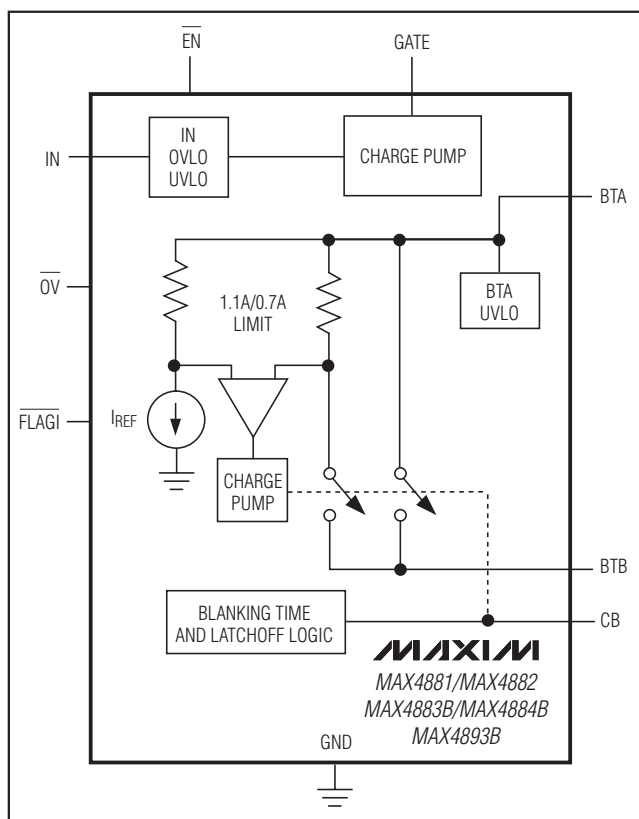 EN
GATE
IN
IN
OVLO
UVLO
CHARGE PUMP
BTA
OV
1.1A/0.7A
LIMIT
BTA
UVLO
FLAGI
IREF
CHARGE
PUMP
BTB
BLANKING TIME
AND LATCHOFF LOGIC
CB
MAXIM
MAX4881/MAX4882
MAX4883B/MAX4884B
MAX4893B
GND